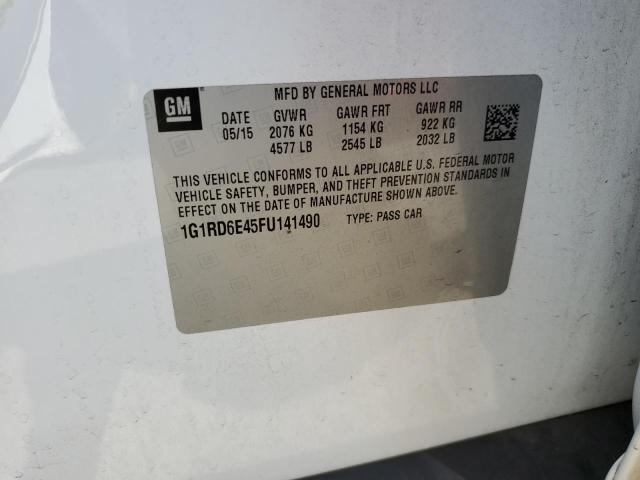 GM
MFD BY GENERAL MOTORS LLC
DATE GVWR GAWR FRT GAWR RR
05/15 2076 KG 1154 KG 922 KG
4577 LB 2545 LB 2032 LB
THIS VEHICLE CONFORMS TO ALL APPLICABLE U.S. FEDERAL MOTOR
VEHICLE SAFETY, BUMPER, AND THEFT PREVENTION STANDARDS IN
EFFECT ON THE DATE OF MANUFACTURE SHOWN ABOVE.
1G1RD6E45FU141490 TYPE: PASS CAR